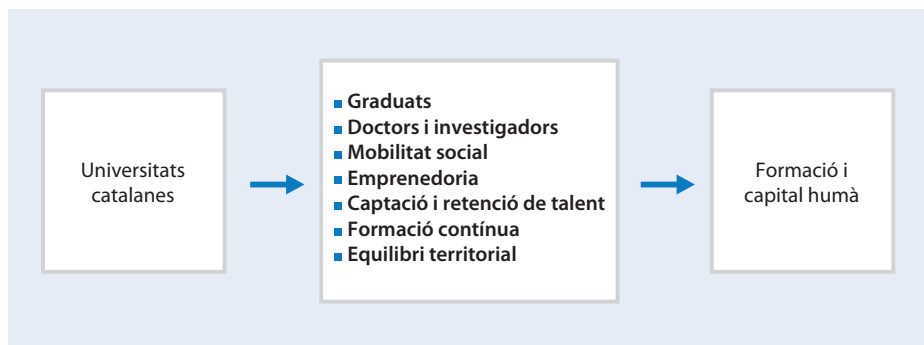 Universitats
catalanes
Graduats
Doctors i investigadors
Mobilitat social
Emprenedoria
Captació i retenció de talent
Formació contínua
Equilibri territorial
Formació i
capital humà